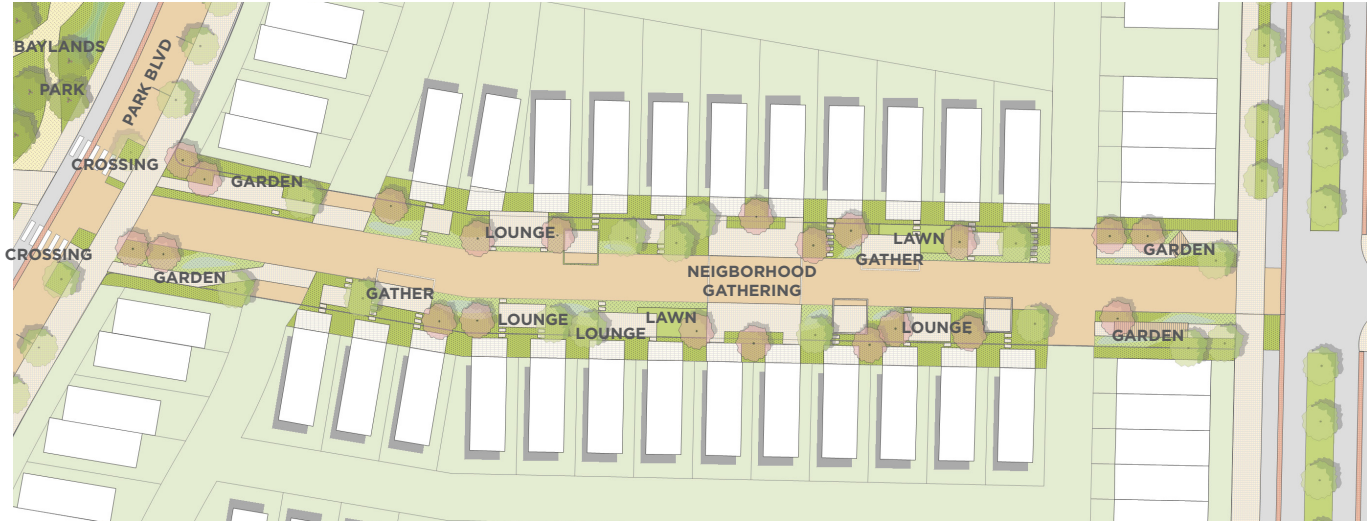 BAYLANDS
PARK
PARK BLVD
CROSSING
GARDEN
CROSSING
GARDEN
GATHER
LOUNGE
LOUNGE
LOUNGE
LAWN
NEIGBORHOOD
GATHERING
LAWN
GATHER
LOUNGE
GARDEN
GARDEN